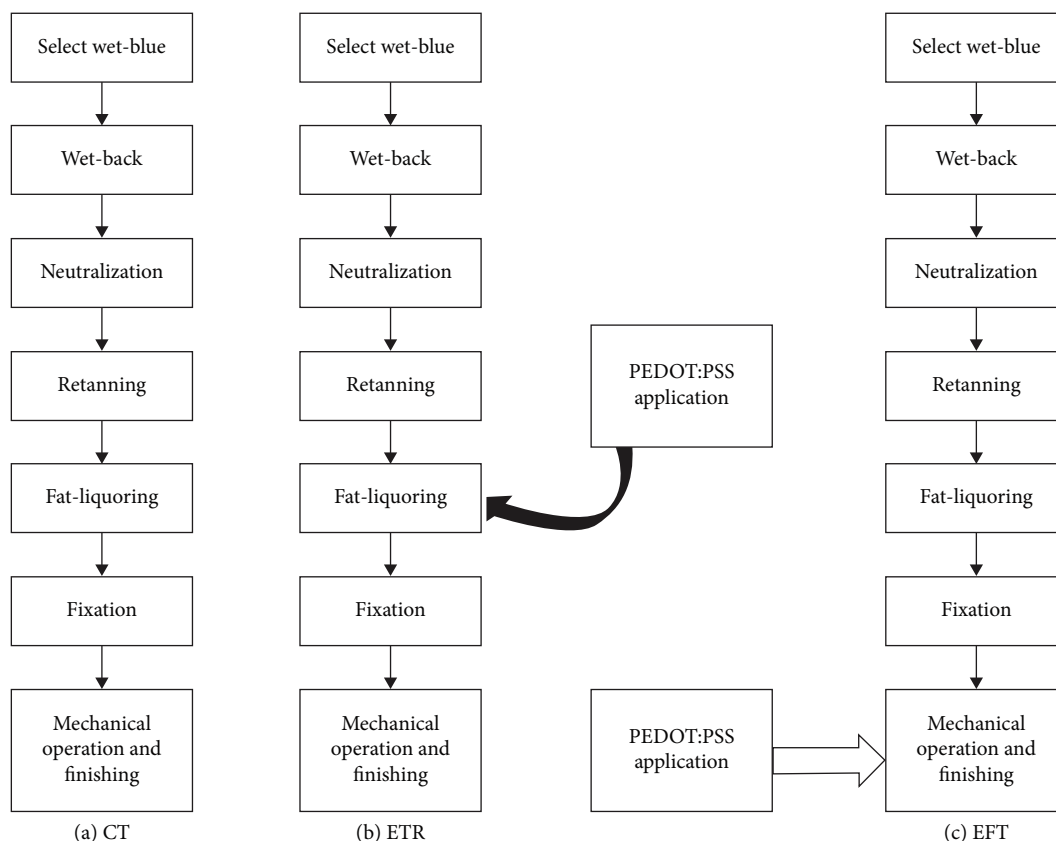 Select wet-blue
Wet-back
Neutralization
Retanning
Fat-liquoring
Fixation
Mechanical
operation and
finishing
(a) CT
Select wet-blue
Wet-back
Neutralization
Retanning
Fat-liquoring
Fixation
Mechanical
operation and
finishing
(b) ETR
PEDOT:PSS
application
PEDOT:PSS
application
Select wet-blue
Wet-back
Neutralization
Retanning
Fat-liquoring
Fixation
Mechanical
operation and
finishing
(c) EFT